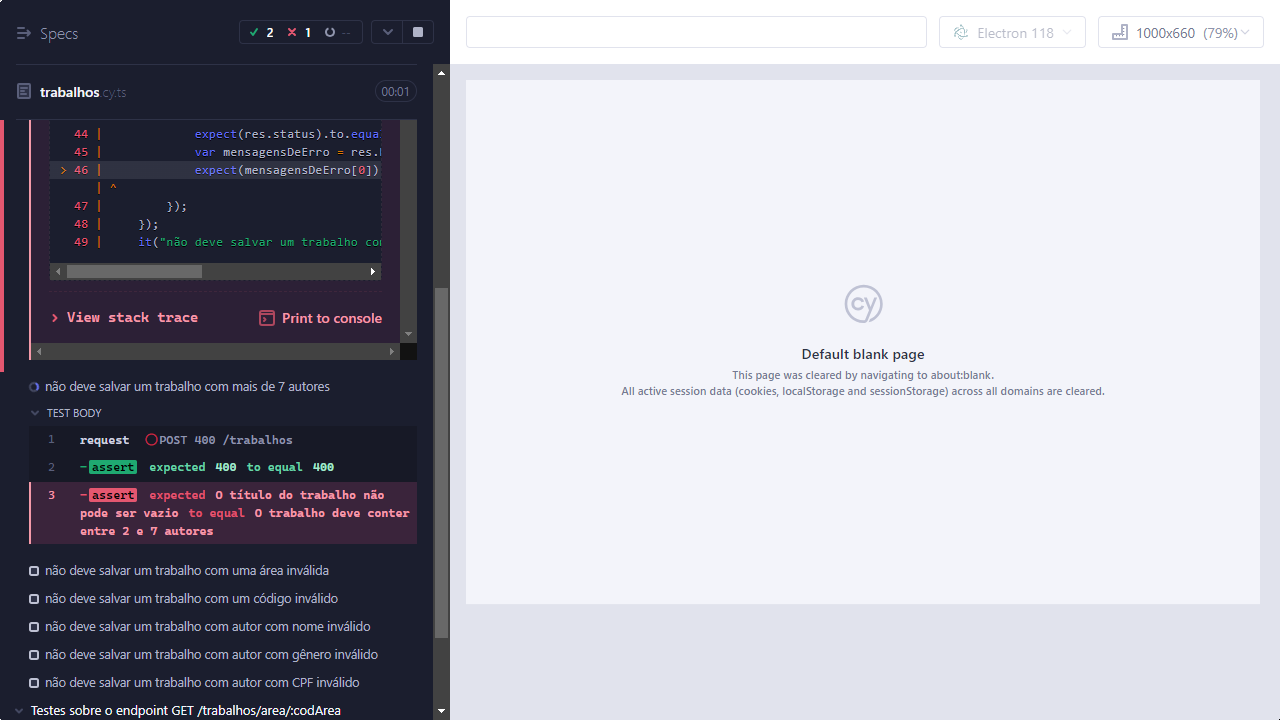 Specs
2
1
--
Electron 118
1000x660 (79%)
trabalhos cy.ts
00:01
44 | expect(res.status).to.equa
45 | var mensagensDeErro = res.
> 46 | expect(mensagensDeErro[0])
| ^
47 | });
48 | });
49 | it("não deve salvar um trabalho co
> View stack trace
Print to console
não deve salvar um trabalho com mais de 7 autores
TEST BODY
1 request POST 400 /trabalhos
2 -assert expected 400 to equal 400
3 -assert expected O título do trabalho não
pode ser vazio to equal O trabalho deve conter
entre 2 e 7 autores
não deve salvar um trabalho com uma área inválida
não deve salvar um trabalho com um código inválido
não deve salvar um trabalho com autor com nome inválido
não deve salvar um trabalho com autor com gênero inválido
não deve salvar um trabalho com autor com CPF inválido
Testes sobre o endpoint GET /trabalhos/area/:codArea
cy
Default blank page
This page was cleared by navigating to about:blank.
All active session data (cookies, localStorage and sessionStorage) across all domains are cleared.